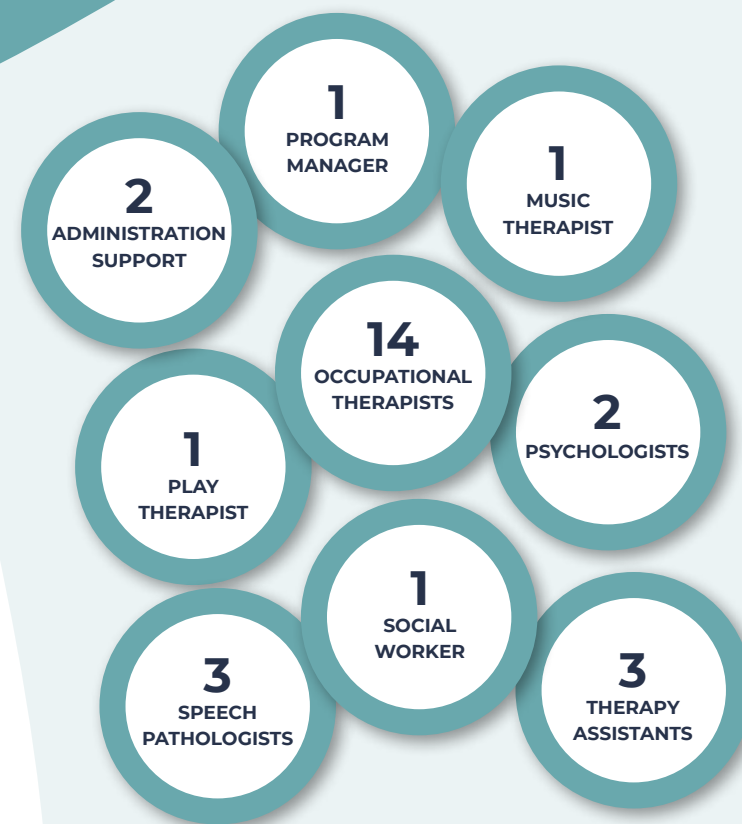 1
PROGRAM
MANAGER
1
MUSIC
THERAPIST
2
ADMINISTRATION
SUPPORT
14
OCCUPATIONAL
THERAPISTS
2
PSYCHOLOGISTS
1
PLAY
THERAPIST
1
SOCIAL
WORKER
3
SPEECH
PATHOLOGISTS
3
THERAPY
ASSISTANTS